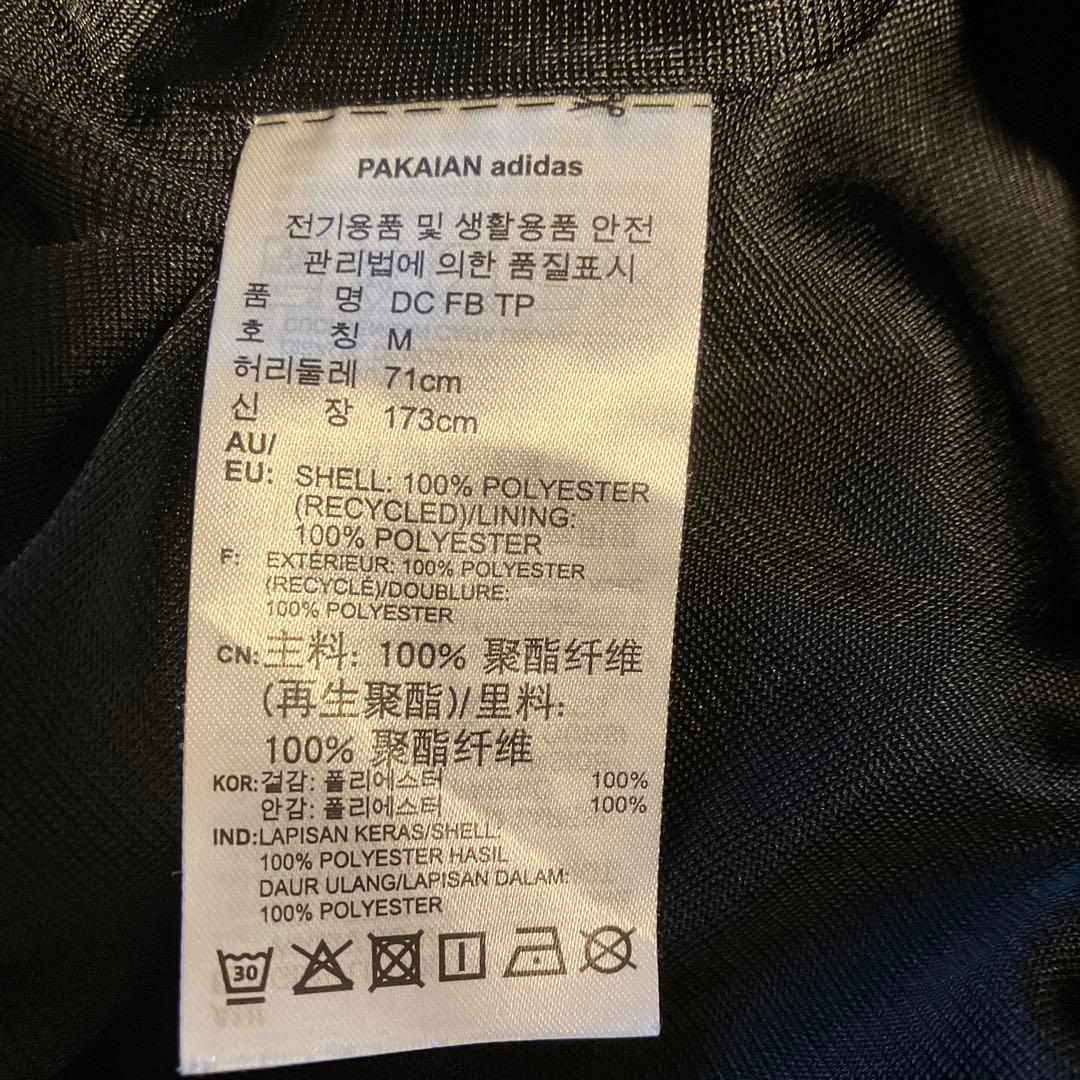 PAKAIAN adidas
전기용품 및 생활용품 안전
관리법에 의한 품질표시
품 명 DC FB TP
호 칭 M
허리둘레 71cm
신 장 173cm
AU/
EU: SHELL: 100% POLYESTER
(RECYCLED)/LINING:
100% POLYESTER
F: EXTÉRIEUR: 100% POLYESTER
(RECYCLÉ)/DOUBLURE:
100% POLYESTER
CN: 主料: 100% 聚酯纤维
(再生聚酯)/里料:
100% 聚酯纤维
KOR: 겉감: 폴리에스터 100%
안감: 폴리에스터 100%
IND: LAPISAN KERAS/SHELL:
100% POLYESTER HASIL
DAUR ULANG/LAPISAN DALAM:
100% POLYESTER
30